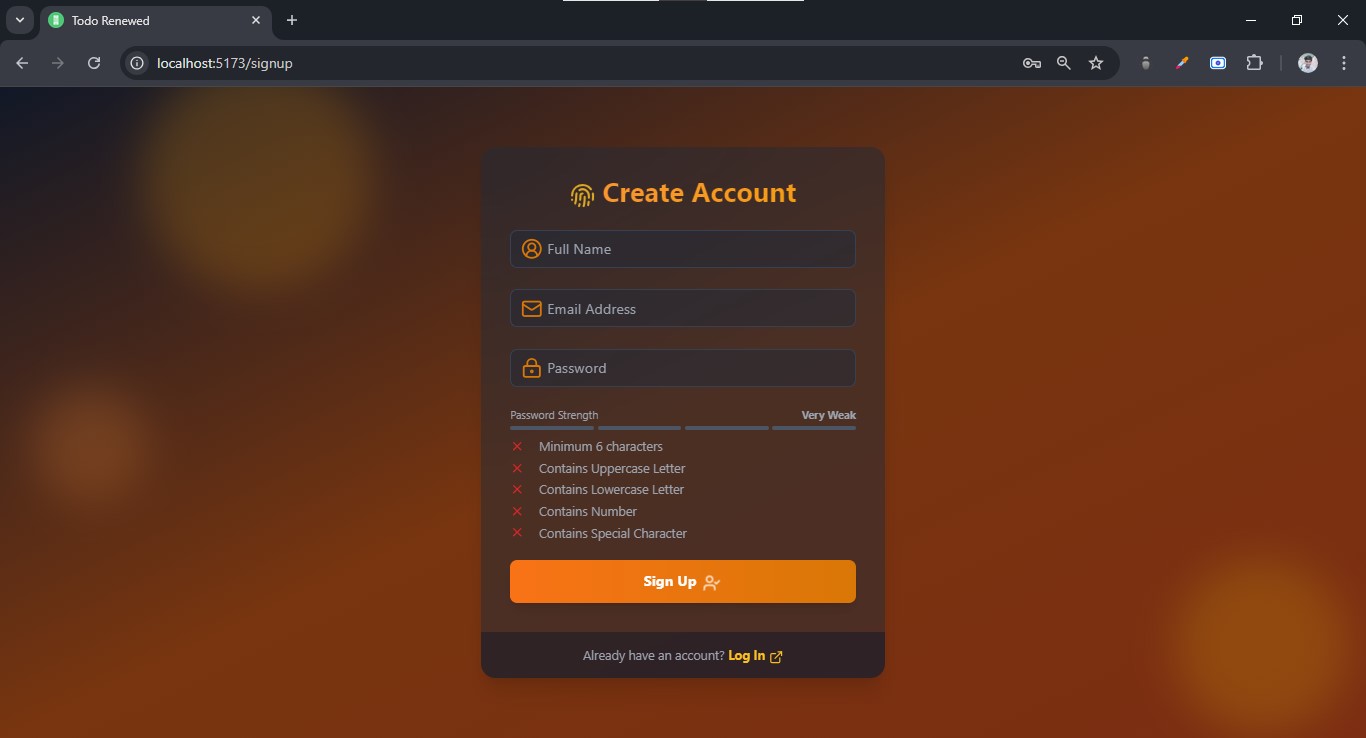 Todo Renewed
localhost:5173/signup
Create Account
Full Name
Email Address
Password
Password Strength Very Weak
Minimum 6 characters
Contains Uppercase Letter
Contains Lowercase Letter
Contains Number
Contains Special Character
Sign Up
Already have an account? Log In